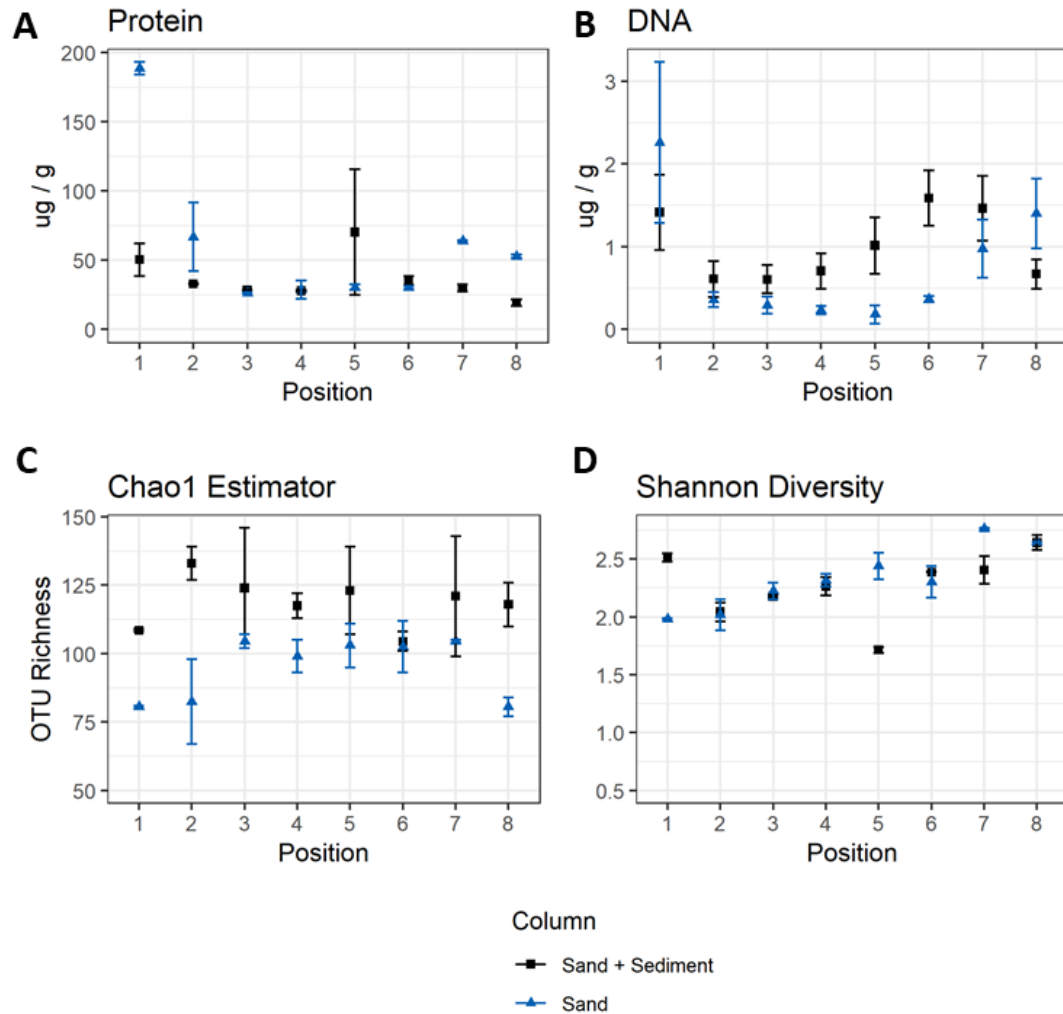 A Protein
200
150
100
50
0
ug / g
1 2 3 4 5 6 7 8
Position
B DNA
3
2
1
0
ug / g
1 2 3 4 5 6 7 8
Position
C
Chao1 Estimator
150
125
100
75
50
OTU Richness
1 2 3 4 5 6 7 8
Position
D
Shannon Diversity
2.5
2.0
1.5
1.0
0.5
1 2 3 4 5 6 7 8
Position
Column
Sand + Sediment
Sand